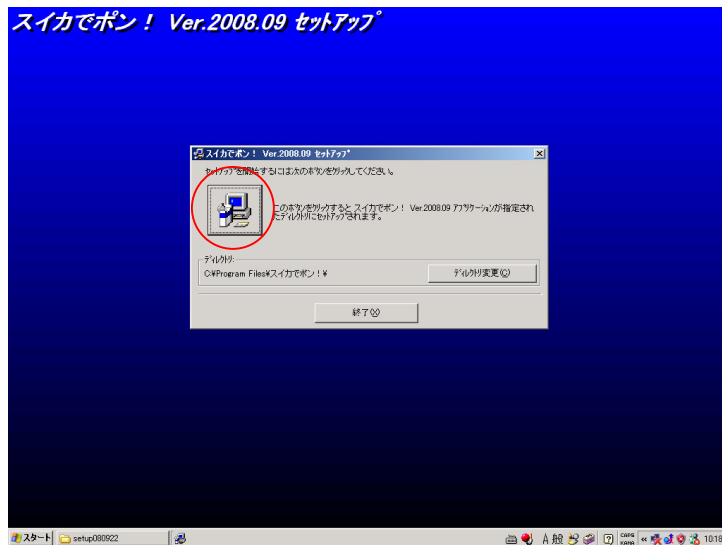 スイカでポン！ Ver.2008.09 ｾｯﾄｱｯﾌﾟ
スイカでポン！ Ver.2008.09 ｾｯﾄｱｯﾌﾟ
ｾｯﾄｱｯﾌﾟを開始するには次のﾎﾞﾀﾝをｸﾘｯｸしてください。
このﾎﾞﾀﾝをｸﾘｯｸすると スイカでポン！ Ver.2008.09 ｱﾌﾟﾘｹｰｼｮﾝが指定され
たﾃﾞｨﾚｸﾄﾘにｾｯﾄｱｯﾌﾟされます。
ﾃﾞｨﾚｸﾄﾘ:
C:¥Program Files¥スイカでポン！¥
ﾃﾞｨﾚｸﾄﾘ変更(C)
終了(X)
スタート
setup080922
A 般
CAPS
KANA
«
10:18